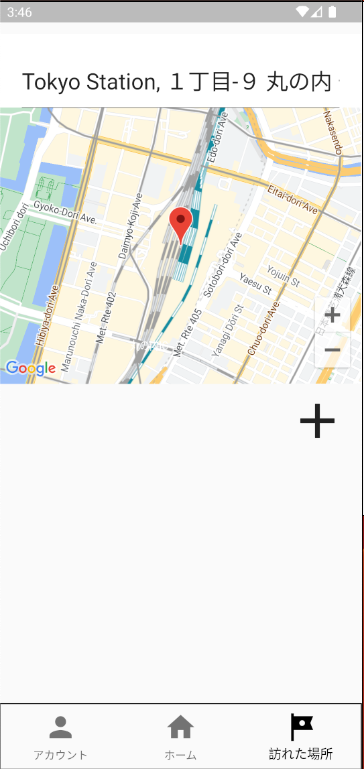 3:46
Tokyo Station, １丁目-９ 丸の内
Nakasendo
Edo-dori Ave
Eitai-dori Ave
Uchibori dori
Gyoko-Dori Ave.
Daimyo Koji Ave
Sotobori-dori Ave
Yaesu St
Yojuin St
Hibiyadori Ave
Marunouchi Naka-Dori Ave
Met. Rte 402
Met. Rte 405
Yanagi Dori St
Chuo-dori Ave
Google
アカウント
ホーム
訪れた場所